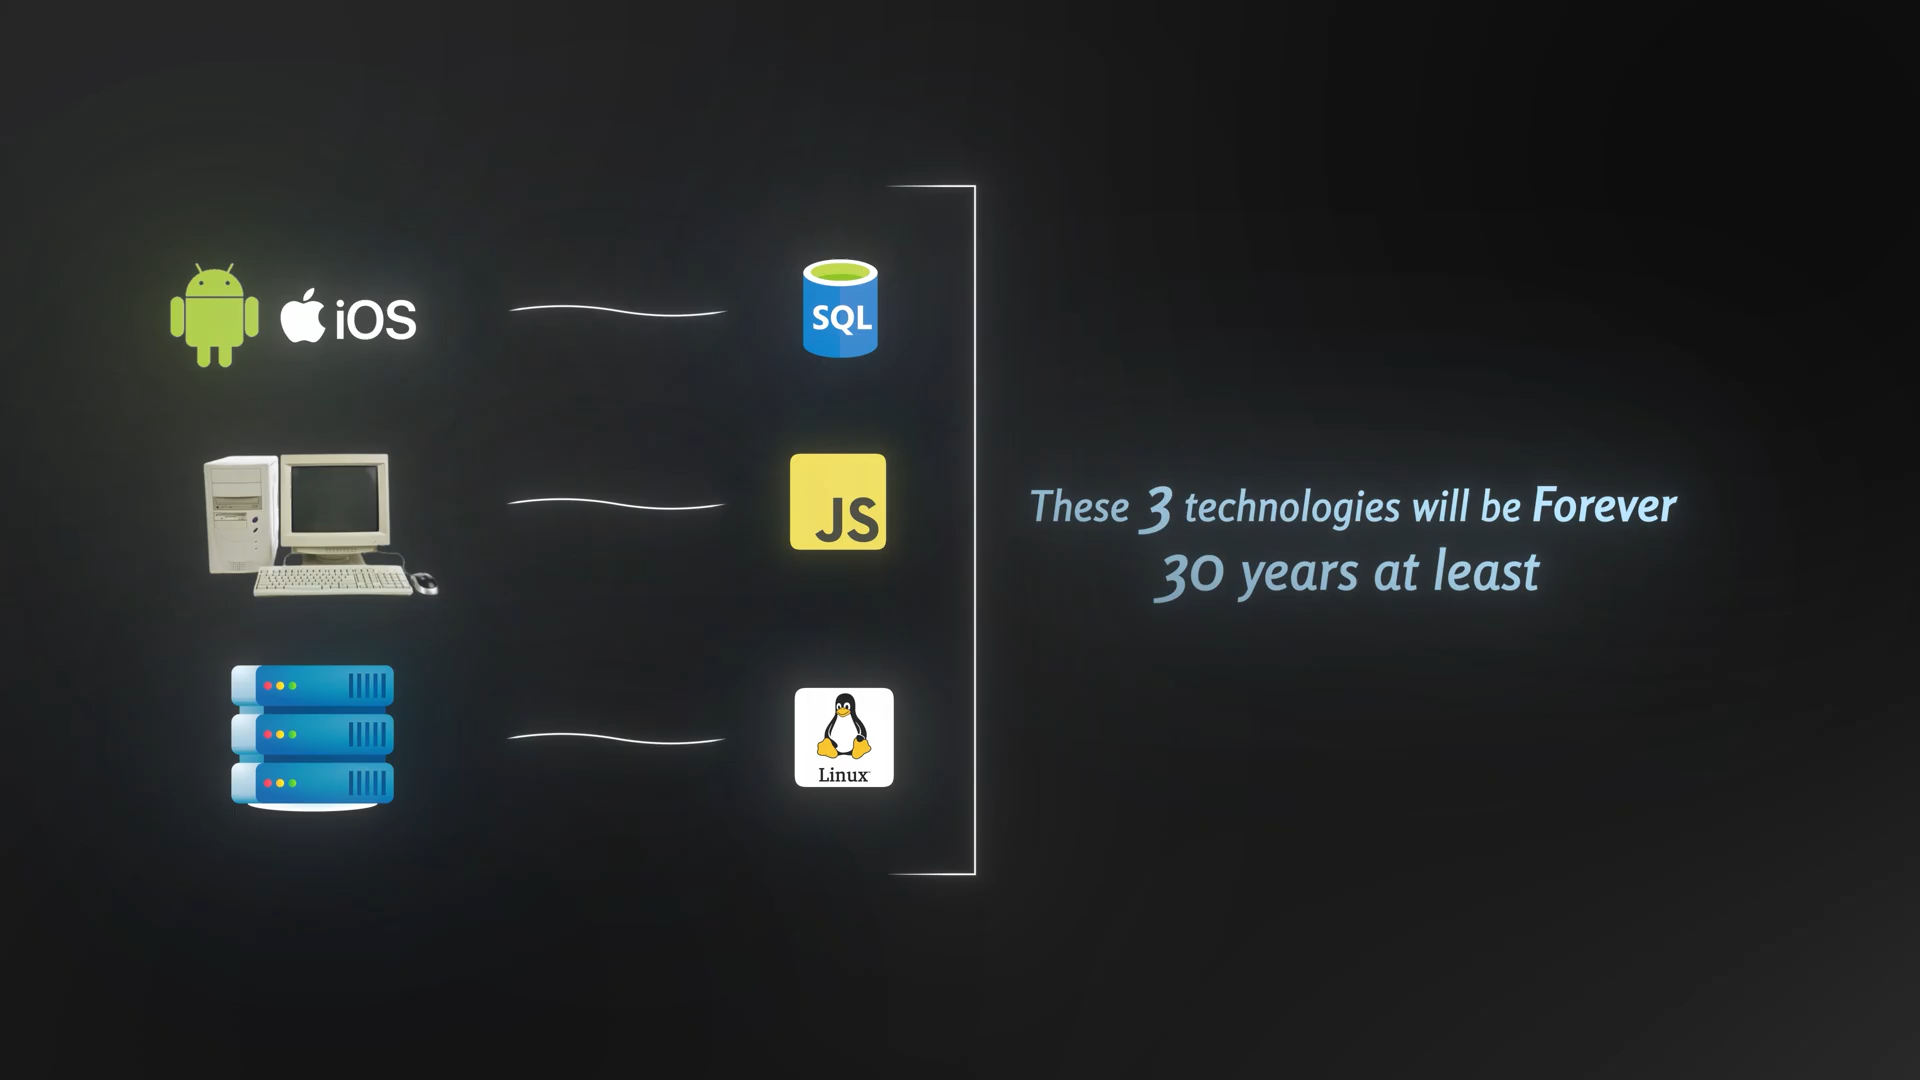 iOS
SQL
JS
Linux
These 3 technologies will be Forever
30 years at least